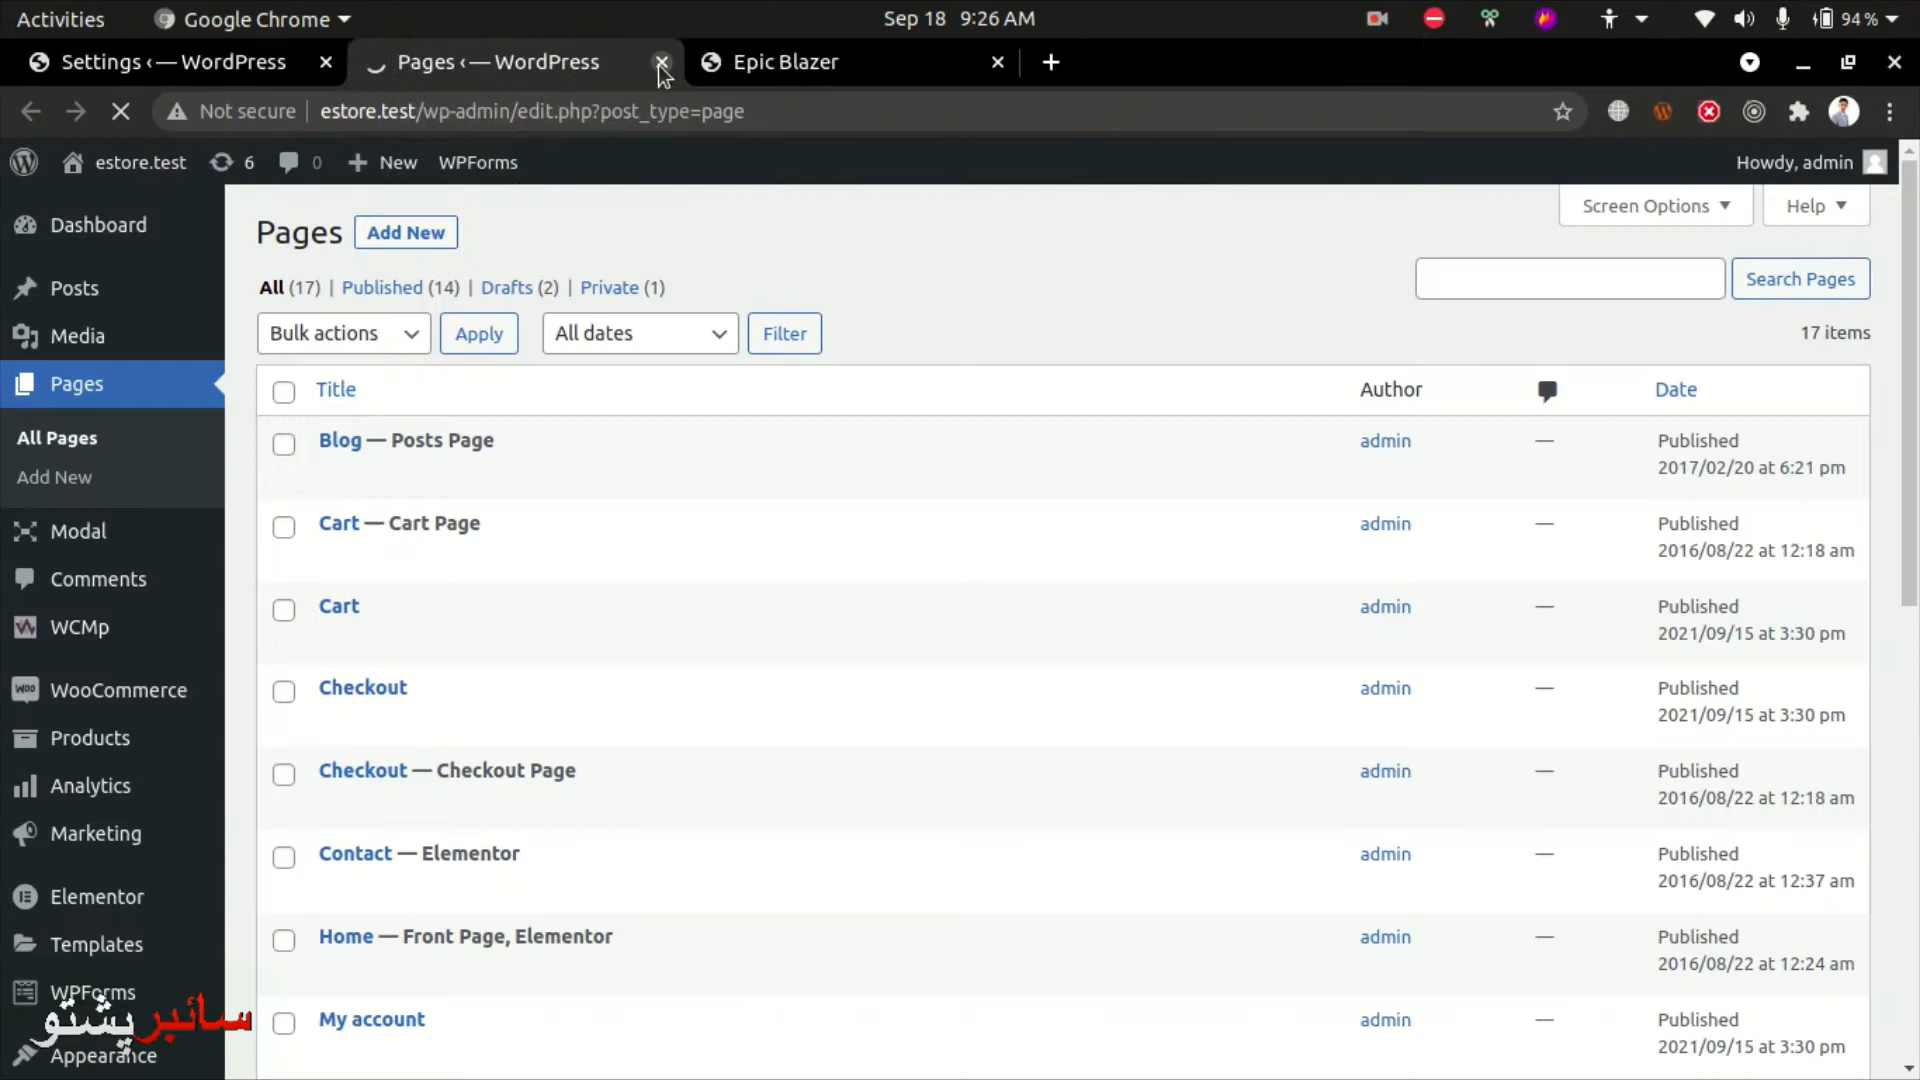 Activities
Google Chrome
Sep 18 9:26 AM
94 %
Settings ‹ — WordPress
Pages ‹ — WordPress
Epic Blazer
Not secure
estore.test/wp-admin/edit.php?post_type=page
estore.test
6
0
New
WPForms
Howdy, admin
Dashboard
Posts
Media
Pages
All Pages
Add New
Modal
Comments
WCMp
WooCommerce
Products
Analytics
Marketing
Elementor
Templates
WPForms
Appearance
سائبر پشتو
Screen Options
Help
Pages
Add New
All (17) | Published (14) | Drafts (2) | Private (1)
Search Pages
Bulk actions
Apply
All dates
Filter
17 items
Title Author Date
Blog — Posts Page admin — Published
2017/02/20 at 6:21 pm
Cart — Cart Page admin — Published
2016/08/22 at 12:18 am
Cart admin — Published
2021/09/15 at 3:30 pm
Checkout admin — Published
2021/09/15 at 3:30 pm
Checkout — Checkout Page admin — Published
2016/08/22 at 12:18 am
Contact — Elementor admin — Published
2016/08/22 at 12:37 am
Home — Front Page, Elementor admin — Published
2016/08/22 at 12:24 am
My account admin — Published
2021/09/15 at 3:30 pm